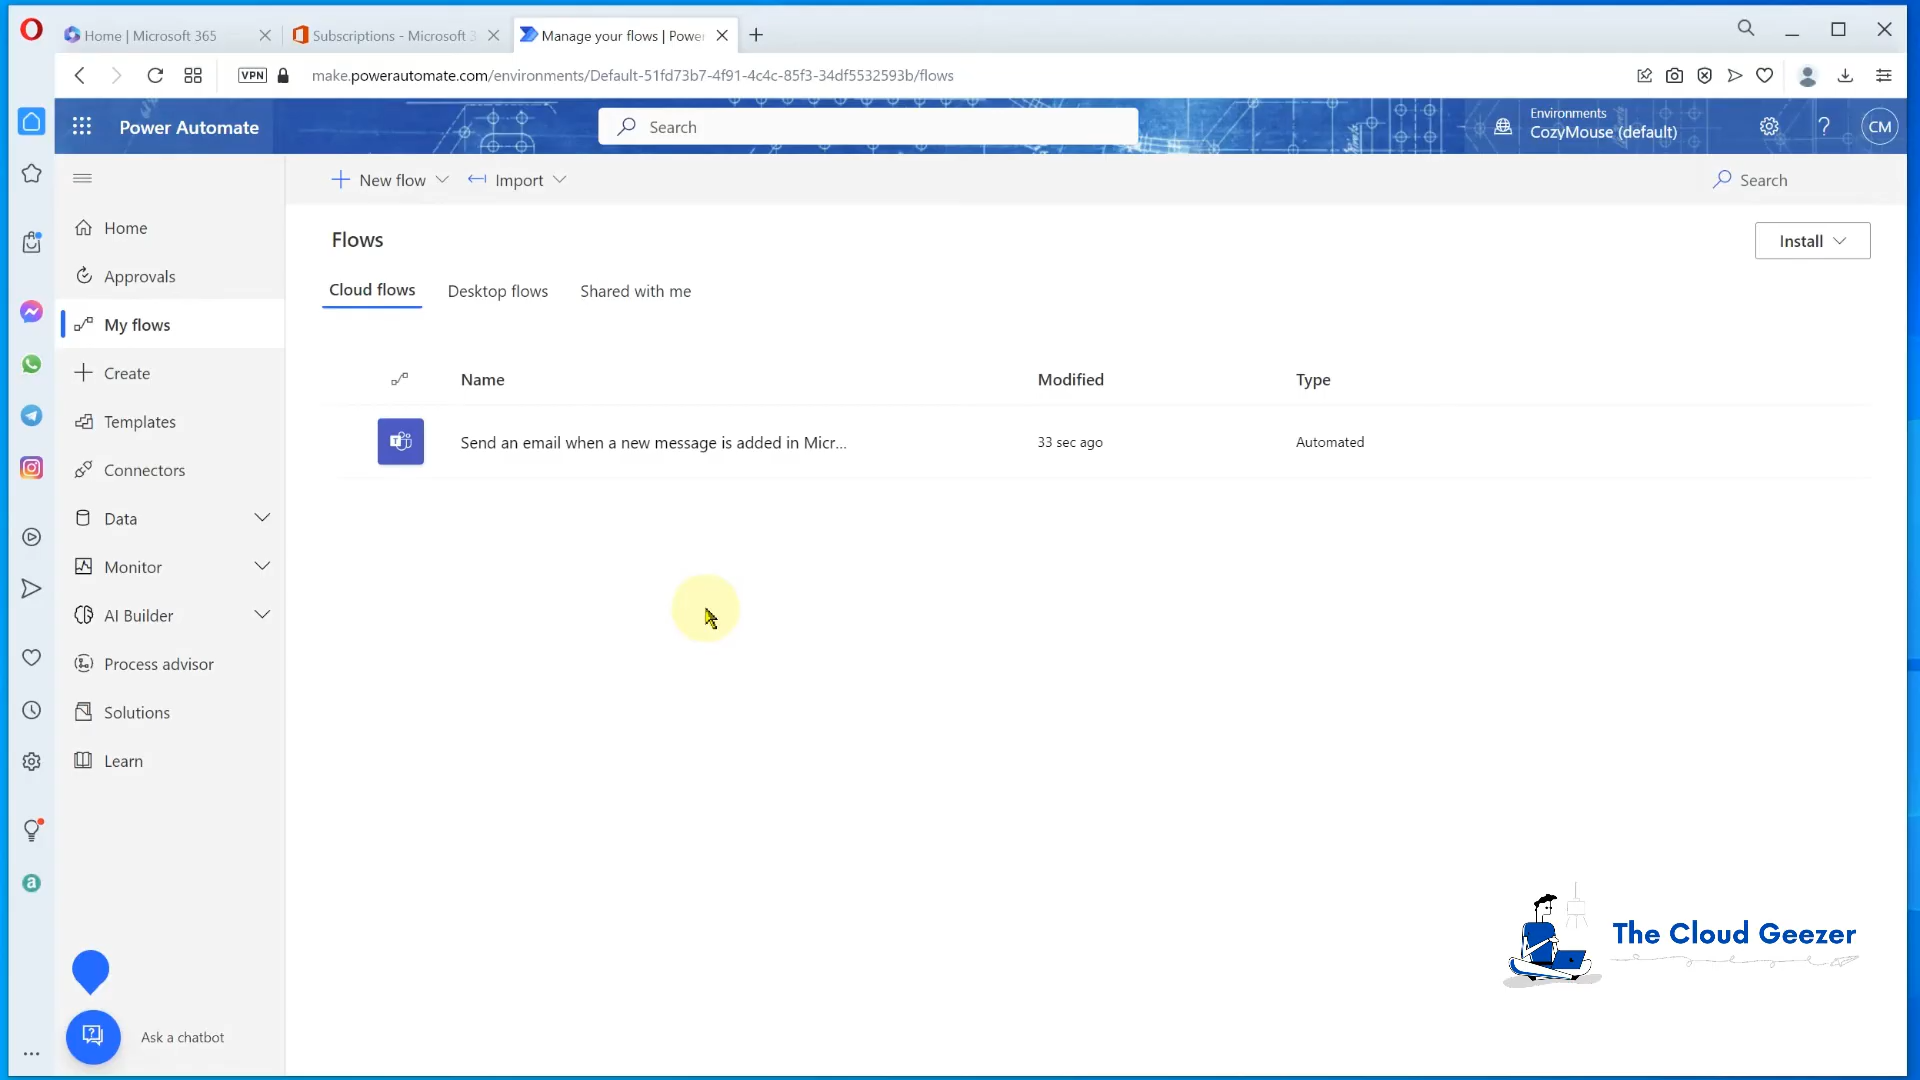 Home | Microsoft 365
Subscriptions - Microsoft 3
Manage your flows | Power
VPN
make.powerautomate.com/environments/Default-51fd73b7-4f91-4c4c-85f3-34df5532593b/flows
Power Automate
Search
Environments
CozyMouse (default)
?
CM
New flow
Import
Search
Home
Approvals
My flows
Create
Templates
Connectors
Data
Monitor
AI Builder
Process advisor
Solutions
Learn
Ask a chatbot
Flows
Install
Cloud flows
Desktop flows
Shared with me
Name
Modified
Type
Send an email when a new message is added in Micr...
33 sec ago
Automated
The Cloud Geezer